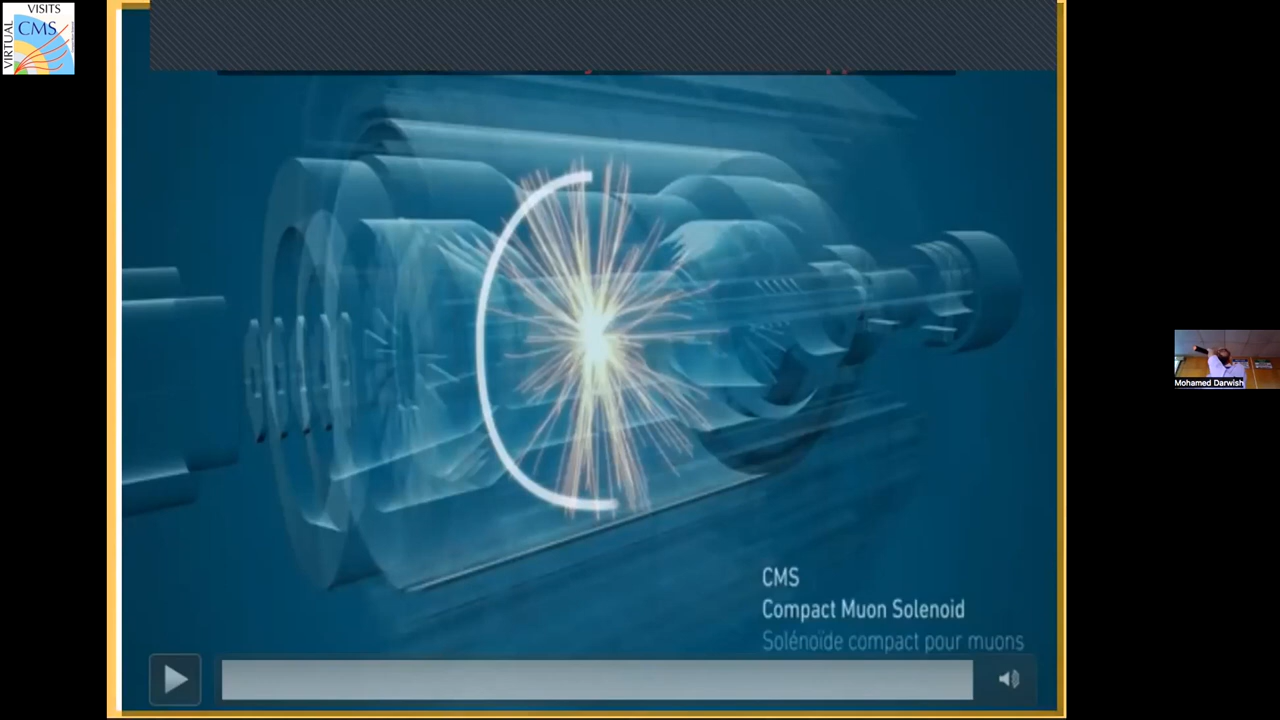 VISITS
CMS
VIRTUAL
CMS
Compact Muon Solenoid
Solénoïde compact pour muons
Mohamed Darwish